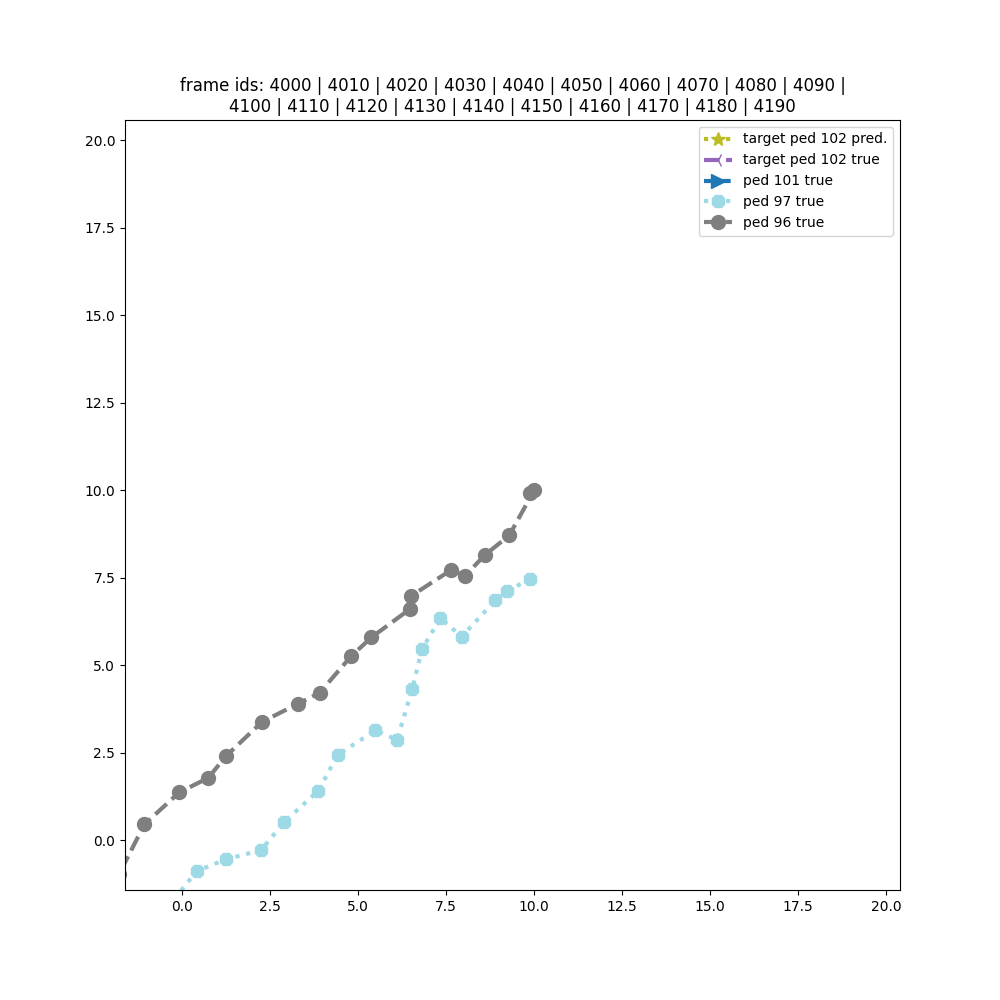 frame ids: 4000 | 4010 | 4020 | 4030 | 4040 | 4050 | 4060 | 4070 | 4080 | 4090 |
4100 | 4110 | 4120 | 4130 | 4140 | 4150 | 4160 | 4170 | 4180 | 4190
target ped 102 pred.
target ped 102 true
ped 101 true
ped 97 true
ped 96 true
20.0
17.5
15.0
12.5
10.0
7.5
5.0
2.5
0.0
0.0 2.5 5.0 7.5 10.0 12.5 15.0 17.5 20.0